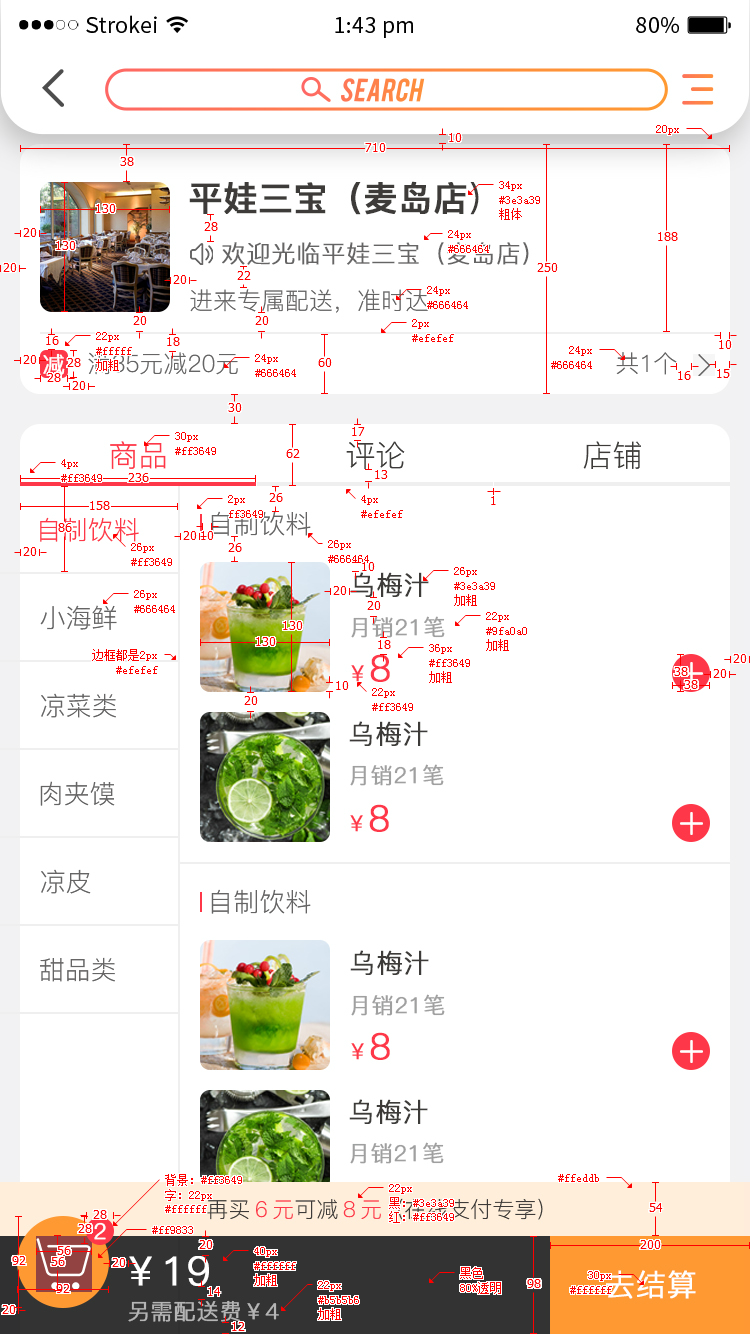 Strokei 1:43 pm 80%
SEARCH
20px
10
710
38
平娃三宝（麦岛店）
34px
#3e3a39
粗体
130
130
28
20
20
20
188
250
欢迎光临平娃三宝（麦岛店）
24px
#666464
22
进来专属配送，准时达
24px
#666464
20
20
2px
#efefef
16
22px
#ffffff
加粗
18
10
减
满35元减20元
20
28
28
20
24px
#666464
60
24px
#666464
共1个
16
15
30
商品
评论
店铺
30px
#ff3649
17
62
13
4px
#ff3649
236
158
86
26
4px
#efefef
1
自制饮料
20
2px
#ff3649
20
10
自制饮料
26
26px
#ff3649
26px
#666464
小海鲜
26px
#666464
边框都是2px
#efefef
凉菜类
肉夹馍
凉皮
甜品类
130
130
10
20
乌梅汁
26px
#3e3a39
加粗
20
月销21笔
22px
#9fa0a0
加粗
18
¥8
36px
#ff3649
加粗
22px
#ff3649
10
20
38
38
20
20
乌梅汁
月销21笔
¥8
自制饮料
乌梅汁
月销21笔
¥8
乌梅汁
月销21笔
背景: #ff3649
字: 22px
#ffffff
再买6元可减8元（在线支付专享）
22px
黑: #3e3a39
红: #ff3649
#ffeddb
54
200
28
28
2
#ff9833
92
56
56
92
20
20
20
¥19
40px
#ffffff
加粗
14
另需配送费¥4
22px
#b5b5b6
加粗
12
黑色
80%透明
98
30px
#ffffff
去结算